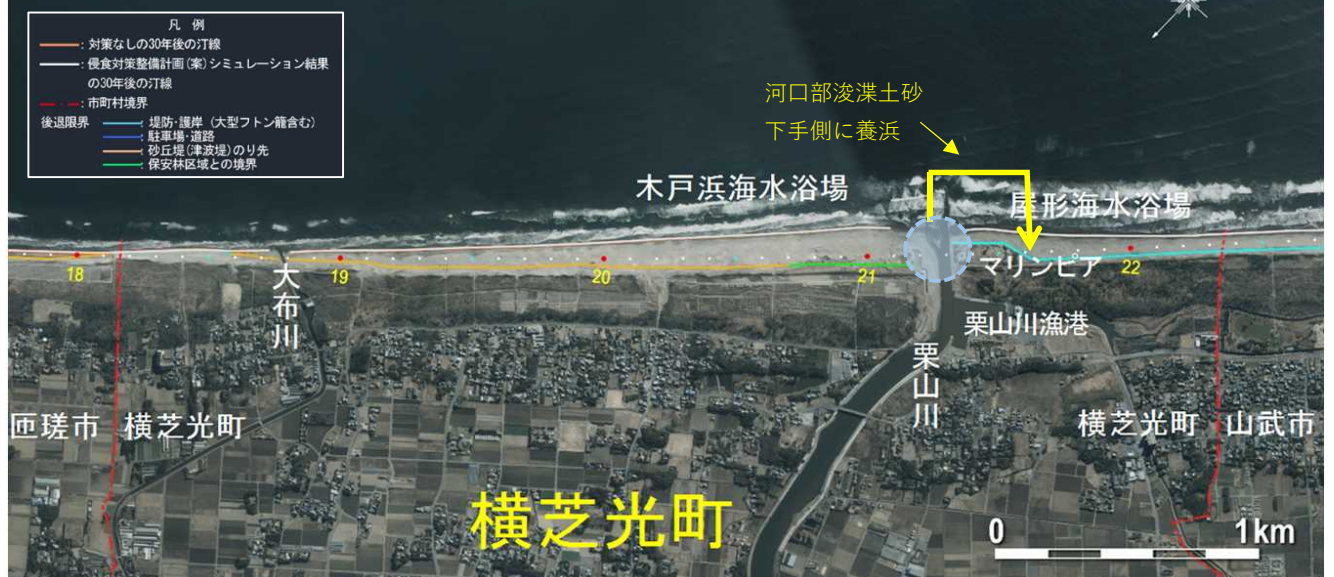 凡 例
: 対策なしの30年後の汀線
: 侵食対策整備計画(案)シミュレーション結果
の30年後の汀線
: 市町村境界
後退限界
: 堤防・護岸 (大型フトン籠含む)
: 駐車場・道路
: 砂丘堤(津波堤)のり先
: 保安林区域との境界
河口部浚渫土砂
下手側に養浜
木戸浜海水浴場
屋形海水浴場
18
19
20
21
22
大布川
マリンピア
栗山川漁港
栗山川
匝瑳市
横芝光町
横芝光町
山武市
横芝光町
0
1km